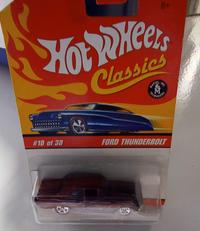 Hot Wheels
Classics
#10 of 30
FORD THUNDERBOLT